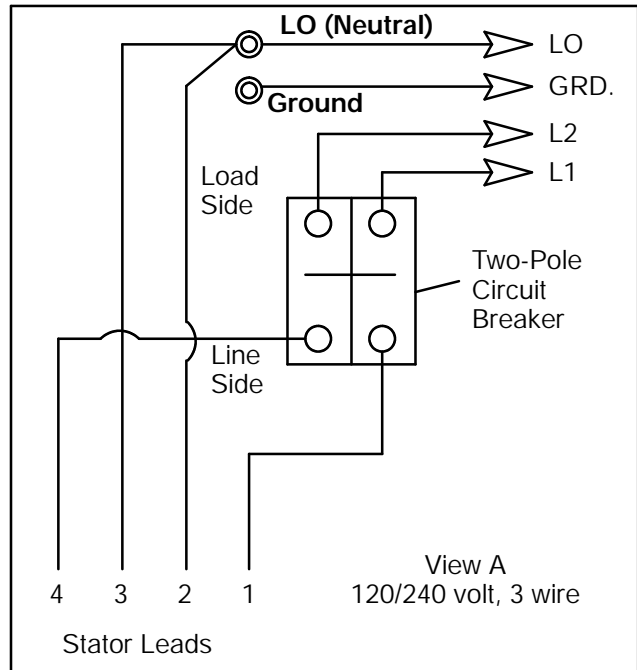 LO (Neutral)
LO
GRD.
Ground
L2
L1
Load
Side
Two-Pole
Circuit
Breaker
Line
Side
4 3 2 1
View A
120/240 volt, 3 wire
Stator Leads